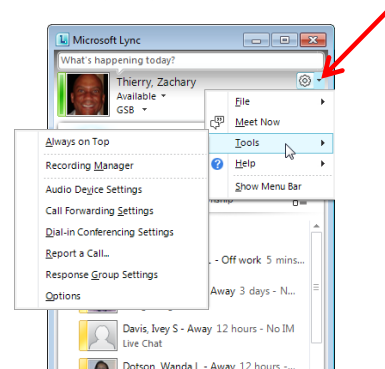 Microsoft Lync
What's happening today?
Thierry, Zachary
Available
GSB
File
Meet Now
Tools
Help
Show Menu Bar
Always on Top
Recording Manager
Audio Device Settings
Call Forwarding Settings
Dial-in Conferencing Settings
Report a Call...
Response Group Settings
Options
- Off work 5 mins...
Away 3 days - N...
Davis, Ivey S - Away 12 hours - No IM
Live Chat
Dotson, Wanda L - Away 12 hours -...